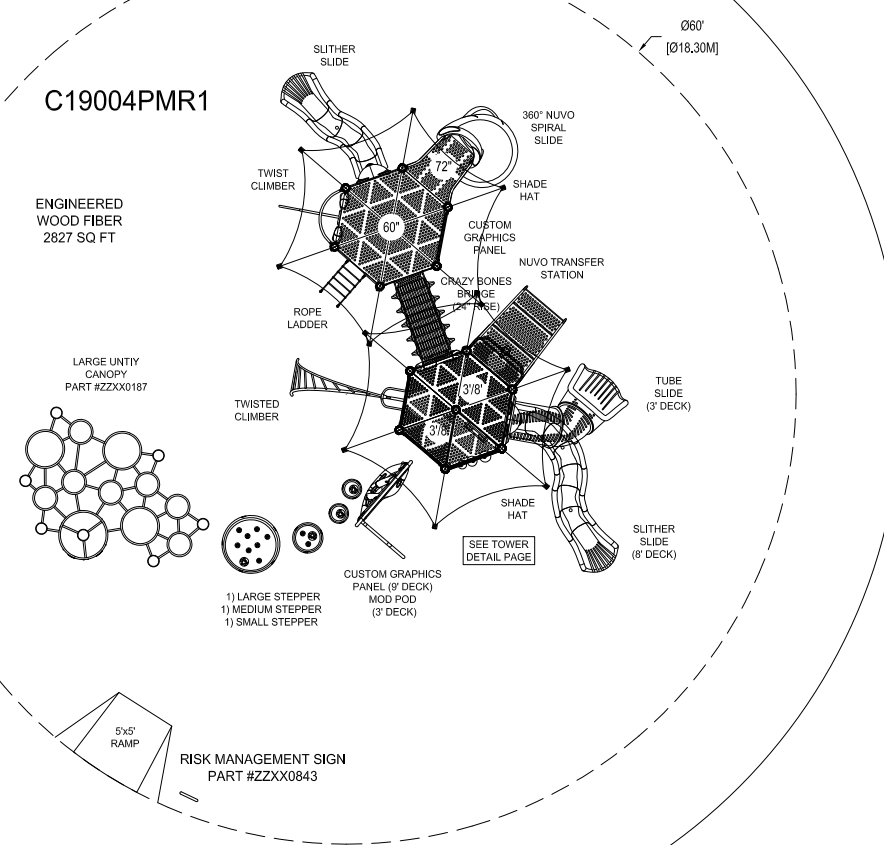 Ø60'
[Ø18.30M]
SLITHER
SLIDE
C19004PMR1
360° NUVO
SPIRAL
SLIDE
72"
TWIST
CLIMBER
SHADE
HAT
ENGINEERED
WOOD FIBER
2827 SQ FT
60"
CUSTOM
GRAPHICS
PANEL
NUVO TRANSFER
STATION
CRAZY BONES
BRIDGE
(24" RISE)
ROPE
LADDER
LARGE UNTIY
CANOPY
PART #ZZXX0187
3'/8'
TUBE
SLIDE
(3' DECK)
TWISTED
CLIMBER
3'/8'
SHADE
HAT
SLITHER
SLIDE
(8' DECK)
SEE TOWER
DETAIL PAGE
CUSTOM GRAPHICS
PANEL (9' DECK)
MOD POD
(3' DECK)
1) LARGE STEPPER
1) MEDIUM STEPPER
1) SMALL STEPPER
5'x5'
RAMP
RISK MANAGEMENT SIGN
PART #ZZXX0843